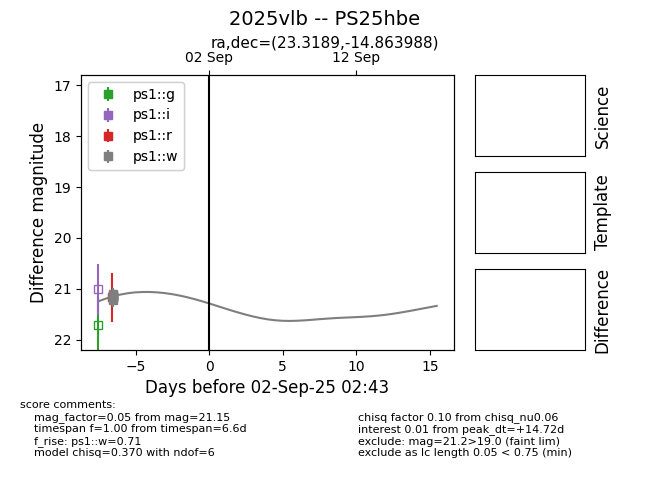 2025vlb -- PS25hbe
ra,dec=(23.3189,-14.863988)
02 Sep
12 Sep
17
18
19
20
21
22
Difference magnitude
ps1::g
ps1::i
ps1::r
ps1::w
−5
0
5
10
15
Days before 02-Sep-25 02:43
Science
Template
Difference
score comments:
mag_factor=0.05 from mag=21.15
timespan f=1.00 from timespan=6.6d
f_rise: ps1::w=0.71
model chisq=0.370 with ndof=6
chisq factor 0.10 from chisq_nu0.06
interest 0.01 from peak_dt=+14.72d
exclude: mag=21.2>19.0 (faint lim)
exclude as lc length 0.05 < 0.75 (min)